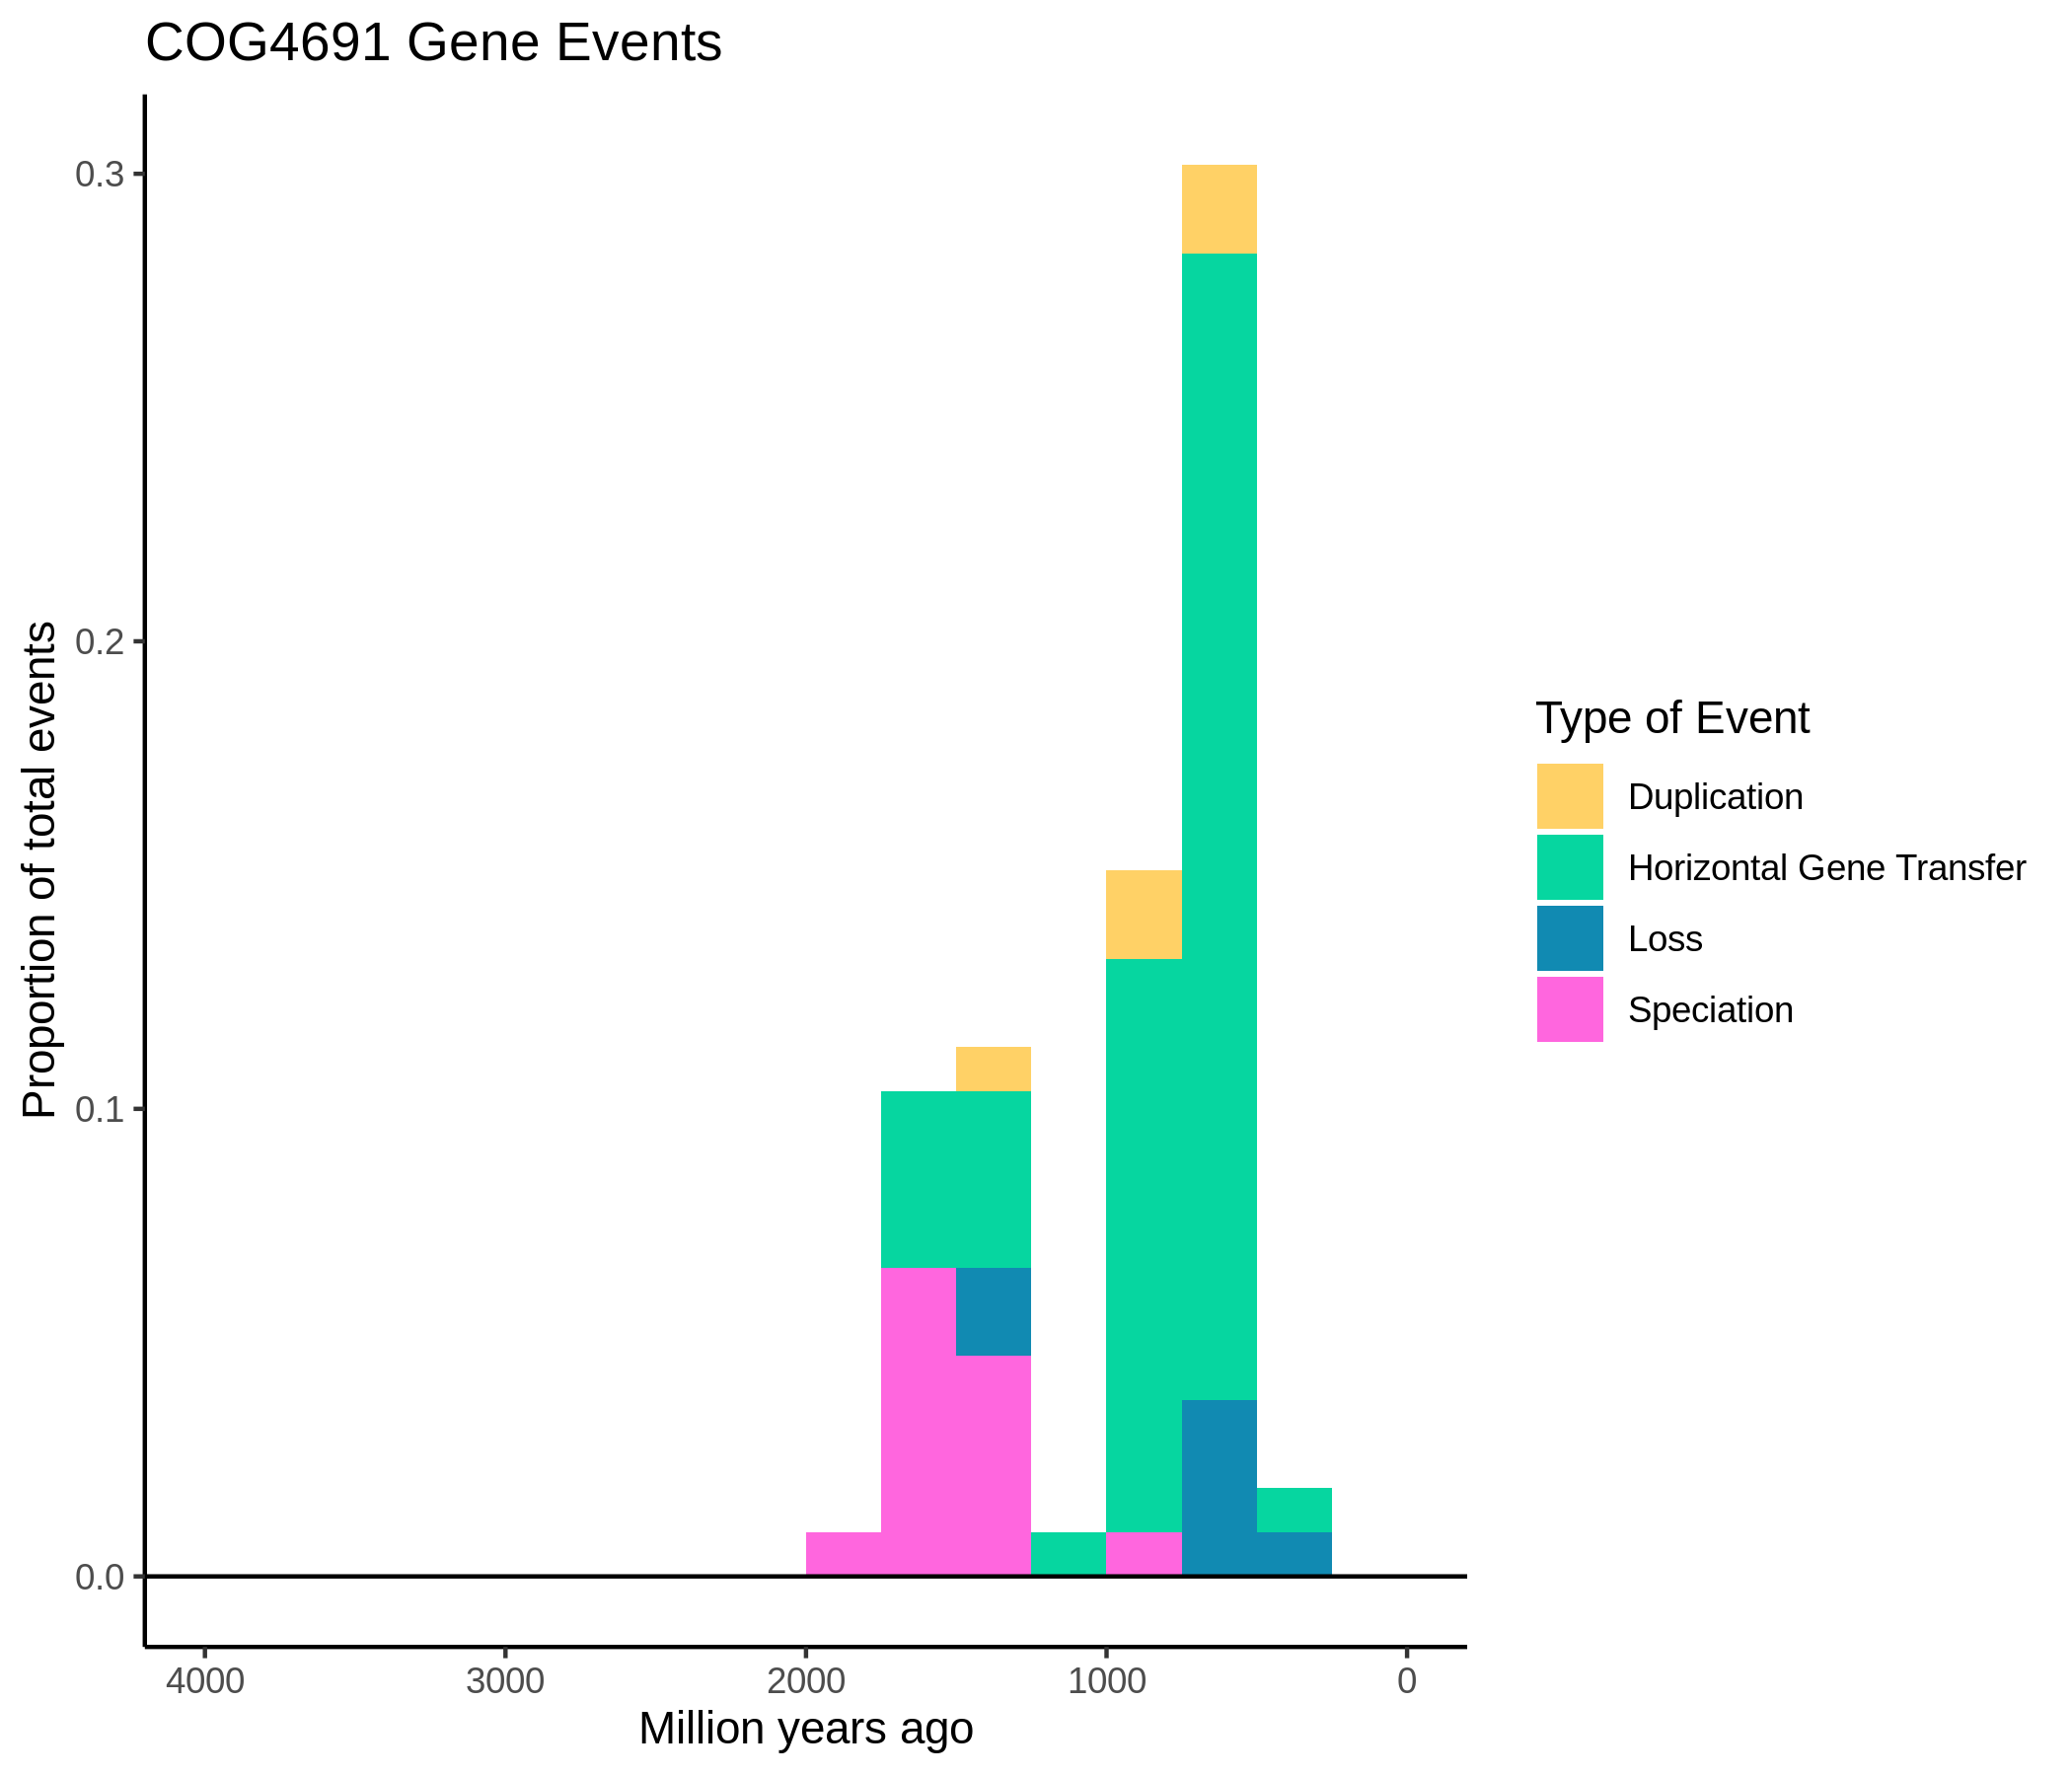 COG4691 Gene Events
Proportion of total events
0.3
0.2
0.1
0.0
4000 3000 2000 1000 0
Million years ago
Type of Event
Duplication
Horizontal Gene Transfer
Loss
Speciation